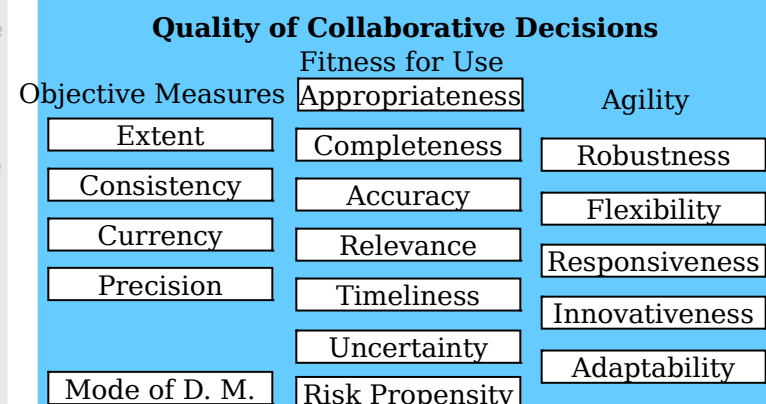 Quality of Collaborative Decisions
Fitness for Use
Objective Measures
Appropriateness
Agility
Extent
Completeness
Robustness
Consistency
Accuracy
Flexibility
Currency
Relevance
Responsiveness
Precision
Timeliness
Innovativeness
Uncertainty
Adaptability
Mode of D. M.
Risk Propensity